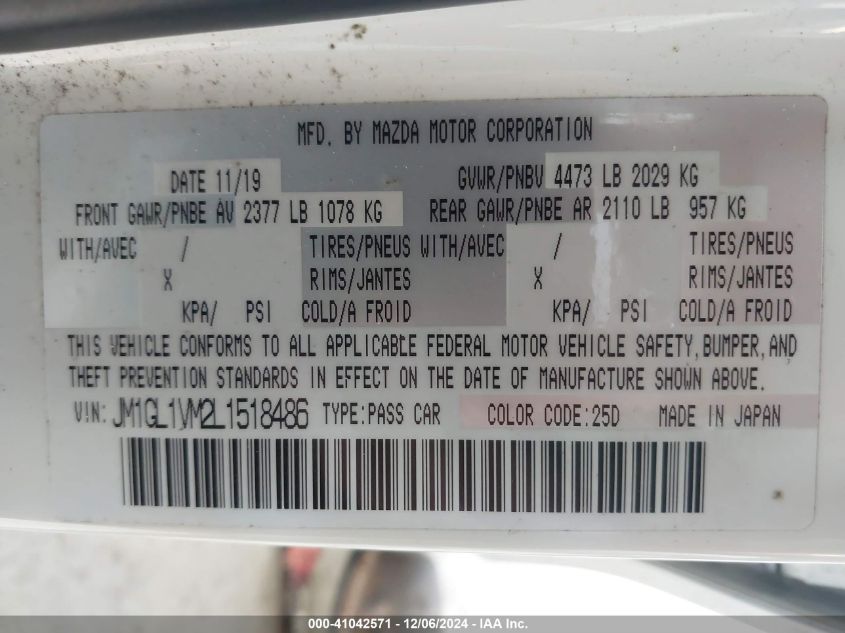 MFD. BY MAZDA MOTOR CORPORATION
DATE 11/19 GVWR/PNBV 4473 LB 2029 KG
FRONT GAWR/PNBE AV 2377 LB 1078 KG REAR GAWR/PNBE AR 2110 LB 957 KG
WITH/AVEC / TIRES/PNEUS WITH/AVEC / TIRES/PNEUS
X RIMS/JANTES X RIMS/JANTES
KPA/ PSI COLD/A FROID KPA/ PSI COLD/A FROID
THIS VEHICLE CONFORMS TO ALL APPLICABLE FEDERAL MOTOR VEHICLE SAFETY, BUMPER, AND
THEFT PREVENTION STANDARDS IN EFFECT ON THE DATE OF MANUFACTURE SHOWN ABOVE.
VIN: JM1GL1VM2L1518486 TYPE:PASS CAR COLOR CODE:25D MADE IN JAPAN
000-41042571 - 12/06/2024 - IAA Inc.